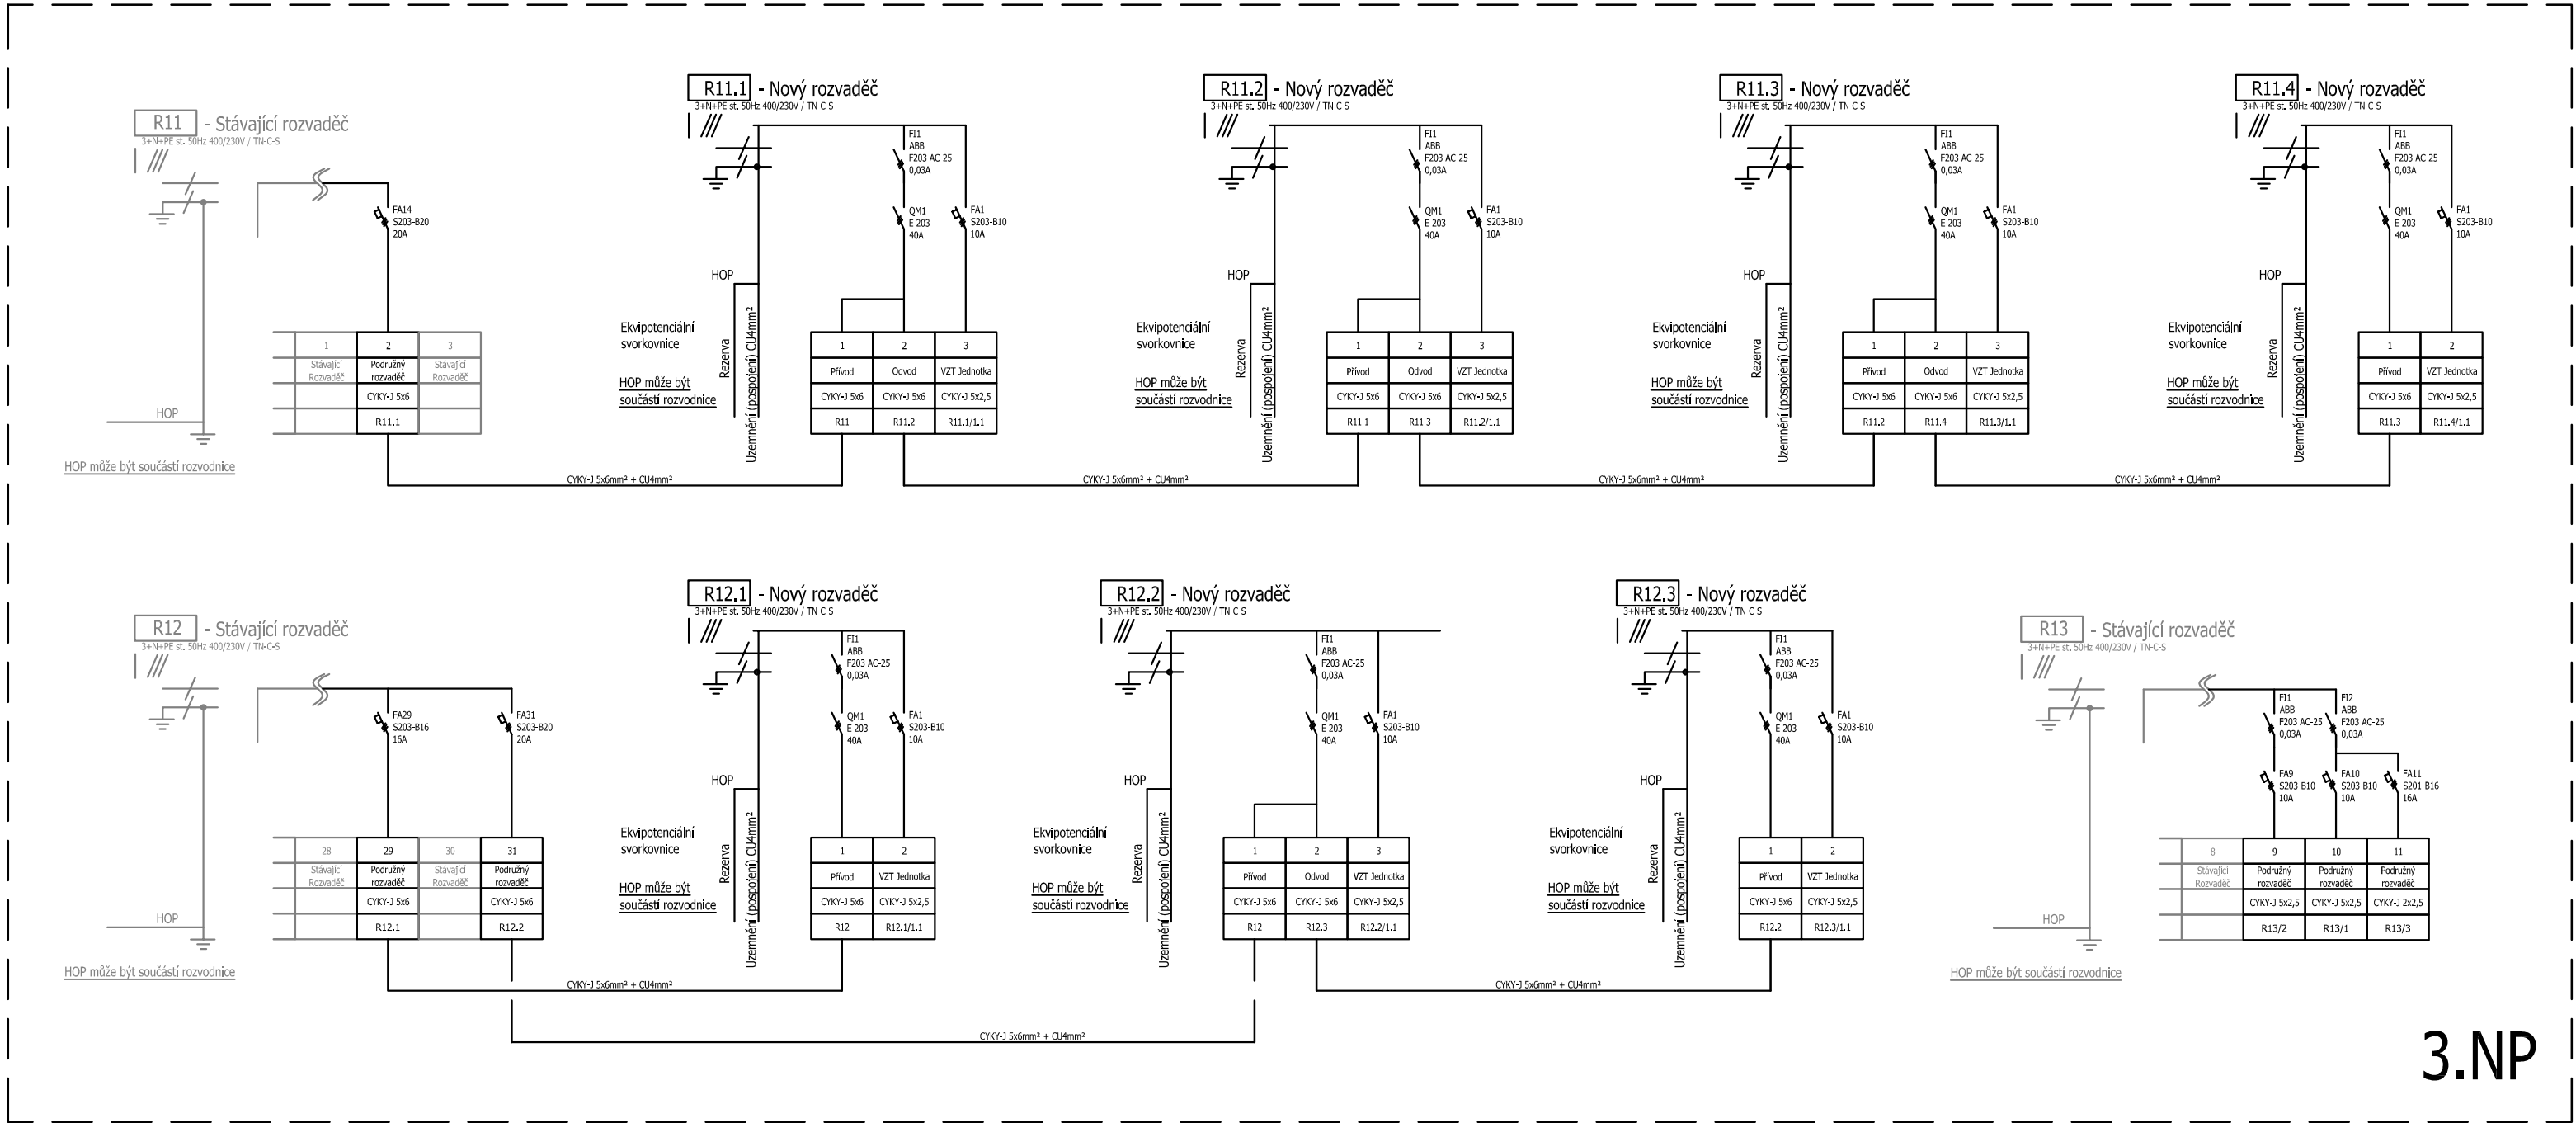 R11 - Stávající rozvaděč
3+N+PE st. 50Hz 400/230V / TN-C-S
FA14
S203-B20
20A
1 2 3
Stávající Rozvaděč Podružný rozvaděč Stávající Rozvaděč
CYKY-J 5x6
R11.1
HOP
HOP může být součástí rozvodnice
R11.1 - Nový rozvaděč
3+N+PE st. 50Hz 400/230V / TN-C-S
FI1
ABB
F203 AC-25
0,03A
QM1
E 203
40A
FA1
S203-B10
10A
HOP
Ekvipotenciální
svorkovnice
HOP může být
součástí rozvodnice
Rezerva
Uzemnění (pospojení) CU4mm²
1 2 3
Přívod Odvod VZT Jednotka
CYKY-J 5x6 CYKY-J 5x6 CYKY-J 5x2,5
R11 R11.2 R11.1/1.1
CYKY-J 5x6mm² + CU4mm²
R11.2 - Nový rozvaděč
3+N+PE st. 50Hz 400/230V / TN-C-S
FI1
ABB
F203 AC-25
0,03A
QM1
E 203
40A
FA1
S203-B10
10A
HOP
Ekvipotenciální
svorkovnice
HOP může být
součástí rozvodnice
Rezerva
Uzemnění (pospojení) CU4mm²
1 2 3
Přívod Odvod VZT Jednotka
CYKY-J 5x6 CYKY-J 5x6 CYKY-J 5x2,5
R11.1 R11.3 R11.2/1.1
CYKY-J 5x6mm² + CU4mm²
R11.3 - Nový rozvaděč
3+N+PE st. 50Hz 400/230V / TN-C-S
FI1
ABB
F203 AC-25
0,03A
QM1
E 203
40A
FA1
S203-B10
10A
HOP
Ekvipotenciální
svorkovnice
HOP může být
součástí rozvodnice
Rezerva
Uzemnění (pospojení) CU4mm²
1 2 3
Přívod Odvod VZT Jednotka
CYKY-J 5x6 CYKY-J 5x6 CYKY-J 5x2,5
R11.2 R11.4 R11.3/1.1
CYKY-J 5x6mm² + CU4mm²
R11.4 - Nový rozvaděč
3+N+PE st. 50Hz 400/230V / TN-C-S
FI1
ABB
F203 AC-25
0,03A
QM1
E 203
40A
FA1
S203-B10
10A
HOP
Ekvipotenciální
svorkovnice
HOP může být
součástí rozvodnice
Rezerva
Uzemnění (pospojení) CU4mm²
1 2
Přívod VZT Jednotka
CYKY-J 5x6 CYKY-J 5x2,5
R11.3 R11.4/1.1
CYKY-J 5x6mm² + CU4mm²
R12 - Stávající rozvaděč
3+N+PE st. 50Hz 400/230V / TN-C-S
FA29
S203-B16
16A
FA31
S203-B20
20A
28 29 30 31
Stávající Rozvaděč Podružný rozvaděč Stávající Rozvaděč Podružný rozvaděč
CYKY-J 5x6 CYKY-J 5x6
R12.1 R12.2
HOP
HOP může být součástí rozvodnice
R12.1 - Nový rozvaděč
3+N+PE st. 50Hz 400/230V / TN-C-S
FI1
ABB
F203 AC-25
0,03A
QM1
E 203
40A
FA1
S203-B10
10A
HOP
Ekvipotenciální
svorkovnice
HOP může být
součástí rozvodnice
Rezerva
Uzemnění (pospojení) CU4mm²
1 2
Přívod VZT Jednotka
CYKY-J 5x6 CYKY-J 5x2,5
R12 R12.1/1.1
CYKY-J 5x6mm² + CU4mm²
R12.2 - Nový rozvaděč
3+N+PE st. 50Hz 400/230V / TN-C-S
FI1
ABB
F203 AC-25
0,03A
QM1
E 203
40A
FA1
S203-B10
10A
HOP
Ekvipotenciální
svorkovnice
HOP může být
součástí rozvodnice
Rezerva
Uzemnění (pospojení) CU4mm²
1 2 3
Přívod Odvod VZT Jednotka
CYKY-J 5x6 CYKY-J 5x6 CYKY-J 5x2,5
R12 R12.3 R12.2/1.1
CYKY-J 5x6mm² + CU4mm²
R12.3 - Nový rozvaděč
3+N+PE st. 50Hz 400/230V / TN-C-S
FI1
ABB
F203 AC-25
0,03A
QM1
E 203
40A
FA1
S203-B10
10A
HOP
Ekvipotenciální
svorkovnice
HOP může být
součástí rozvodnice
Rezerva
Uzemnění (pospojení) CU4mm²
1 2
Přívod VZT Jednotka
CYKY-J 5x6 CYKY-J 5x2,5
R12.2 R12.3/1.1
CYKY-J 5x6mm² + CU4mm²
R13 - Stávající rozvaděč
3+N+PE st. 50Hz 400/230V / TN-C-S
FI1
ABB
F203 AC-25
0,03A
FI2
ABB
F203 AC-25
0,03A
FA9
S203-B10
10A
FA10
S203-B10
10A
FA11
S201-B16
16A
8 9 10 11
Stávající Rozvaděč Podružný rozvaděč Podružný rozvaděč Podružný rozvaděč
CYKY-J 5x2,5 CYKY-J 5x2,5 CYKY-J 2x2,5
R13/2 R13/1 R13/3
HOP
HOP může být součástí rozvodnice
3.NP